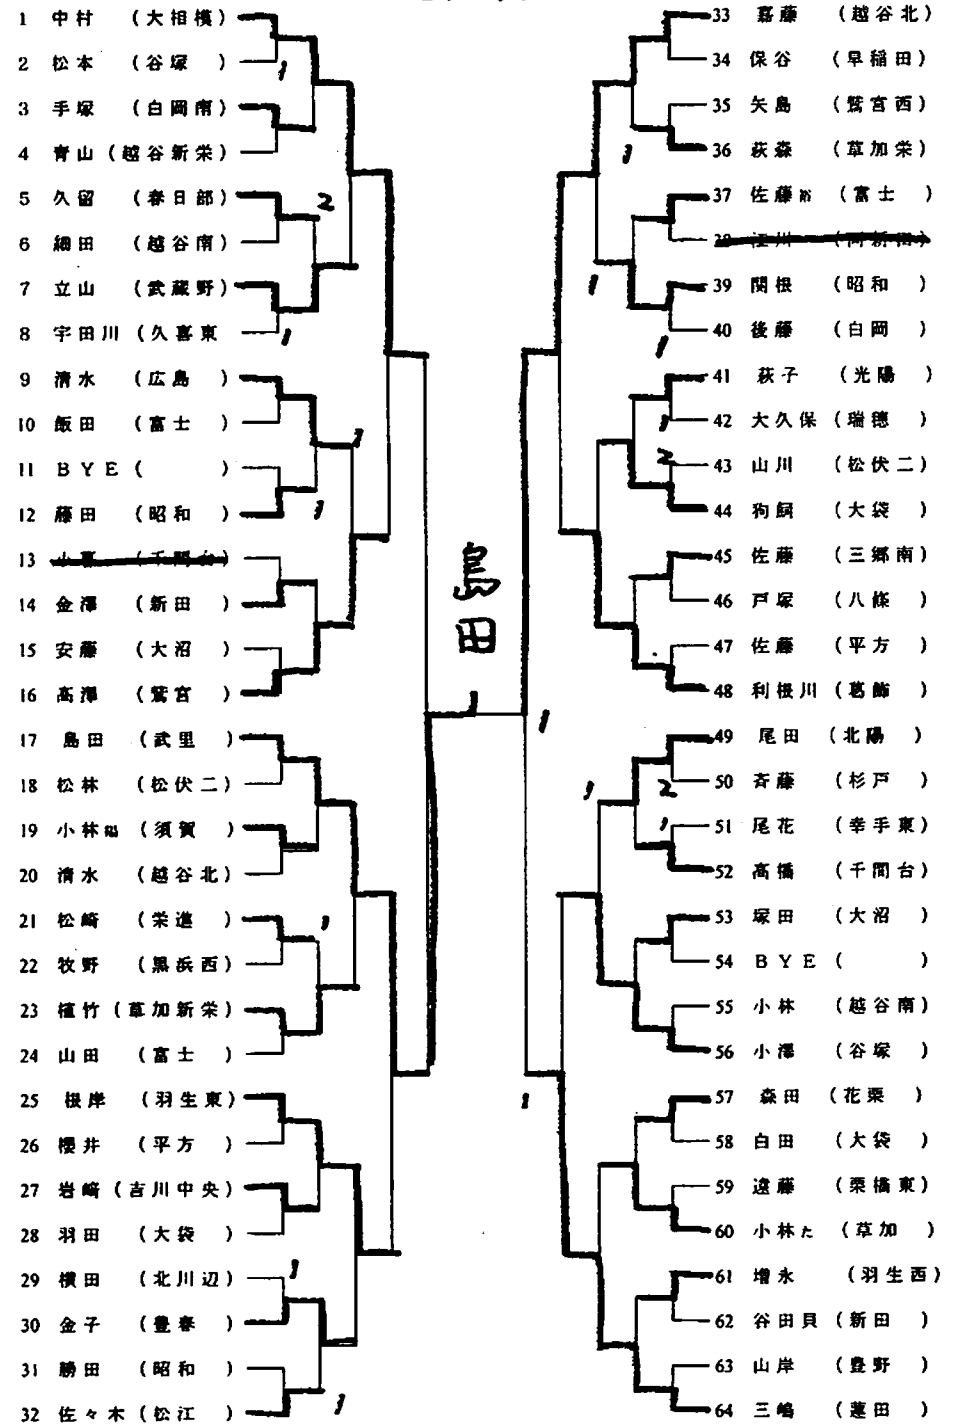 1 中村 (大相模)
2 松本 (谷塚)
3 手塚 (白岡南)
4 青山 (越谷新栄)
5 久留 (春日部)
6 細田 (越谷南)
7 立山 (武蔵野)
8 宇田川 (久喜東
9 清水 (広島)
10 飯田 (富士)
11 BYE ( )
12 藤田 (昭和)
13
14 金澤 (新田)
15 安藤 (大沼)
16 高澤 (鷲宮)
17 島田 (武里)
18 松林 (松伏二)
19 小林陽 (須賀)
20 清水 (越谷北)
21 松崎 (栄進)
22 牧野 (黒浜西)
23 植竹 (草加新栄)
24 山田 (富士)
25 根岸 (羽生東)
26 櫻井 (平方)
27 岩崎 (吉川中央)
28 羽田 (大袋)
29 横田 (北川辺)
30 金子 (豊春)
31 勝田 (昭和)
32 佐々木 (松江)
島田
33 嘉藤 (越谷北)
34 保谷 (早稲田)
35 矢島 (鷲宮西)
36 萩森 (草加栄)
37 佐藤裕 (富士)
38 江川
39 関根 (昭和)
40 後藤 (白岡)
41 萩子 (光陽)
42 大久保 (瑞穂)
43 山川 (松伏二)
44 狗飼 (大袋)
45 佐藤 (三郷南)
46 戸塚 (八條)
47 佐藤 (平方)
48 利根川 (葛飾)
49 尾田 (北陽)
50 斉藤 (杉戸)
51 尾花 (幸手東)
52 高橋 (千間台)
53 塚田 (大沼)
54 BYE ( )
55 小林 (越谷南)
56 小澤 (谷塚)
57 森田 (花栗)
58 白田 (大袋)
59 遠藤 (栗橋東)
60 小林た (草加)
61 増永 (羽生西)
62 谷田貝 (新田)
63 山岸 (豊野)
64 三嶋 (蓮田)